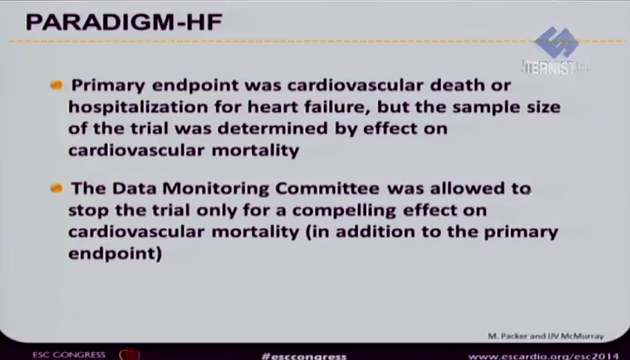 PARADIGM-HF
Primary endpoint was cardiovascular death or
hospitalization for heart failure, but the sample size
of the trial was determined by effect on
cardiovascular mortality
The Data Monitoring Committee was allowed to
stop the trial only for a compelling effect on
cardiovascular mortality (in addition to the primary
endpoint)
M. Packer and JJV McMurray
ESC CONGRESS
#esccongress
www.escardio.org/esc2014